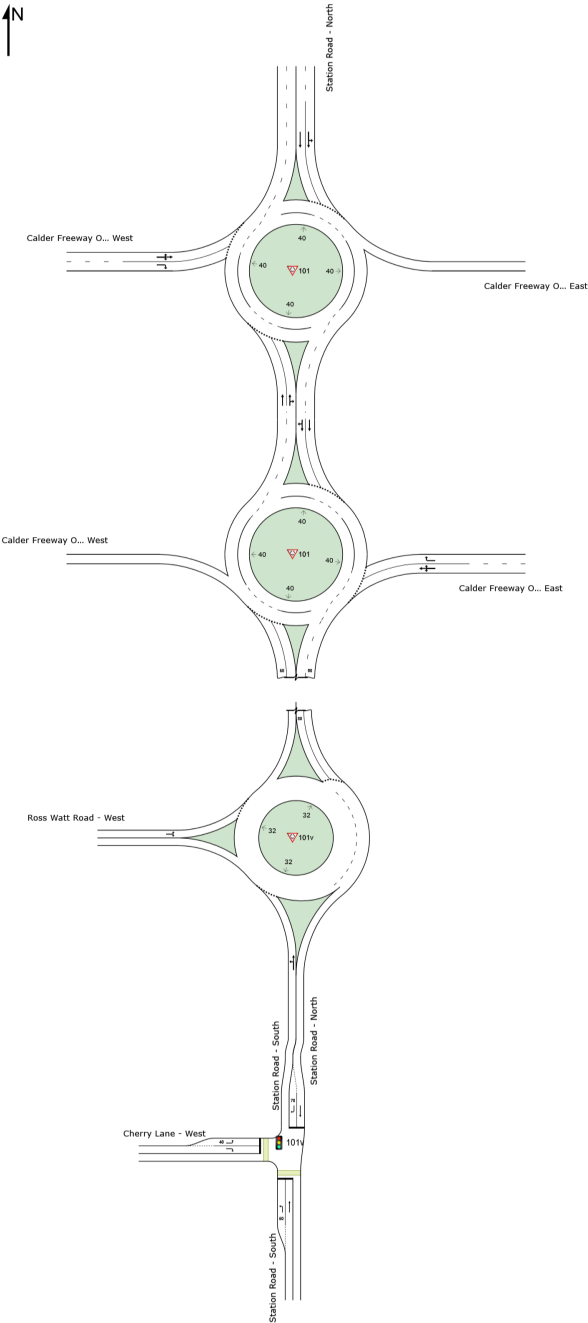 N
Station Road - North
Calder Freeway O... West
40
40
101
40
40
Calder Freeway O... East
40
Calder Freeway O... West
40
101
40
40
Calder Freeway O... East
Ross Watt Road - West
32
32
101v
32
Station Road - South
Station Road - North
Cherry Lane - West
40
101v
60
Station Road - South